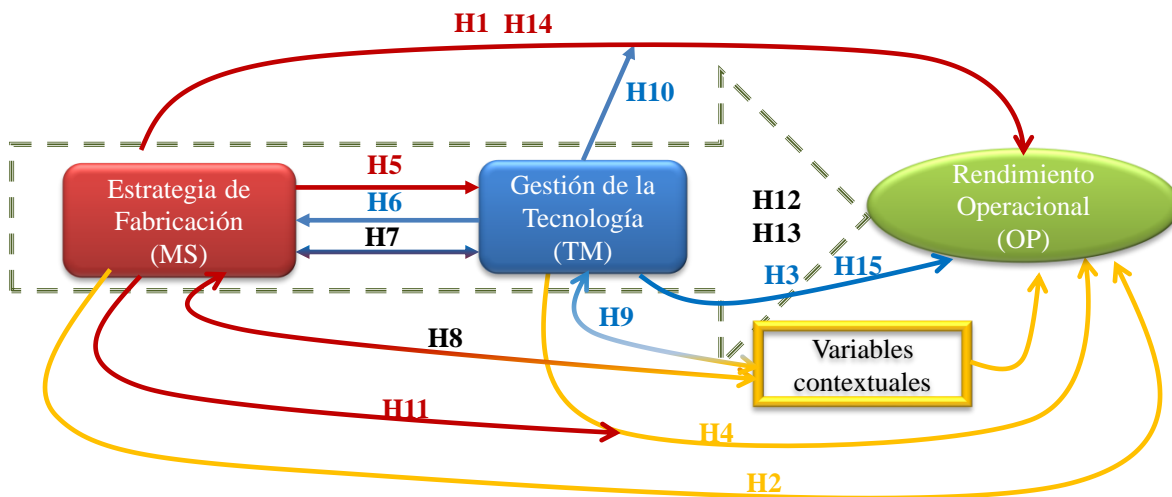 H1 H14
H10
Estrategia de
Fabricación
(MS)
H5
H6
H7
Gestión de la
Tecnología
(TM)
H12
H13
Rendimiento
Operacional
(OP)
H3 H15
H9
H8
Variables
contextuales
H11
H4
H2